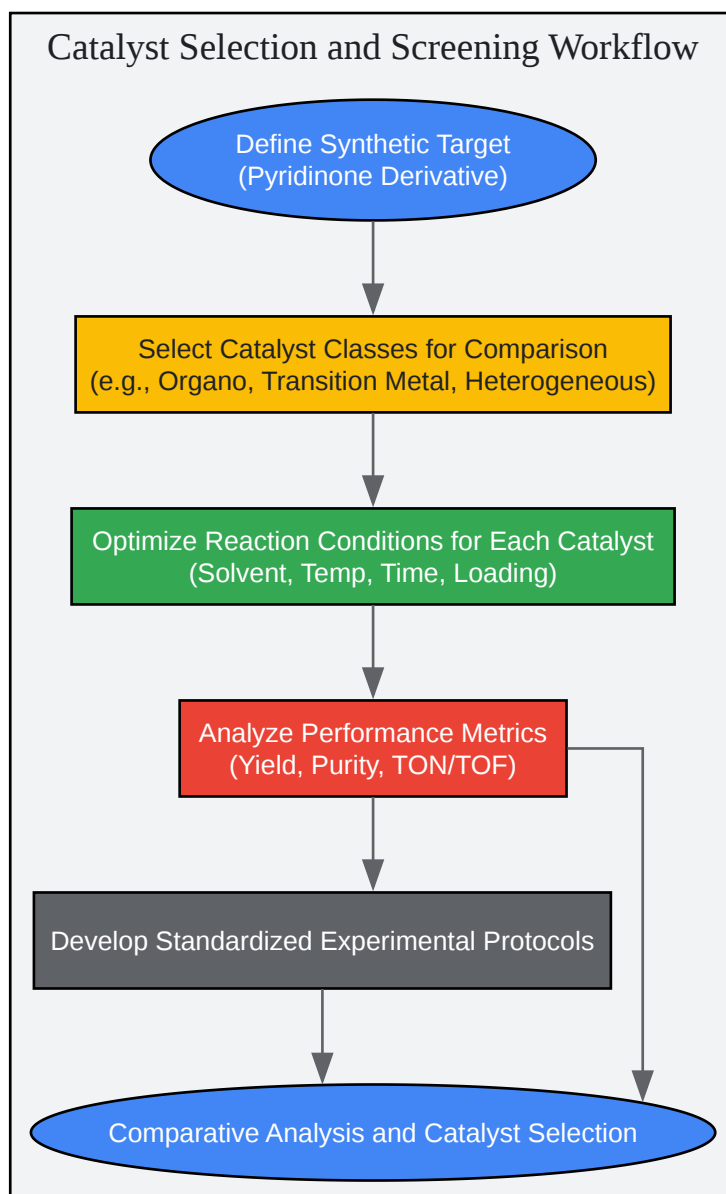 Catalyst Selection and Screening Workflow
Define Synthetic Target
(Pyridinone Derivative)
Select Catalyst Classes for Comparison
(e.g., Organo, Transition Metal, Heterogeneous)
Optimize Reaction Conditions for Each Catalyst
(Solvent, Temp, Time, Loading)
Analyze Performance Metrics
(Yield, Purity, TON/TOF)
Develop Standardized Experimental Protocols
Comparative Analysis and Catalyst Selection